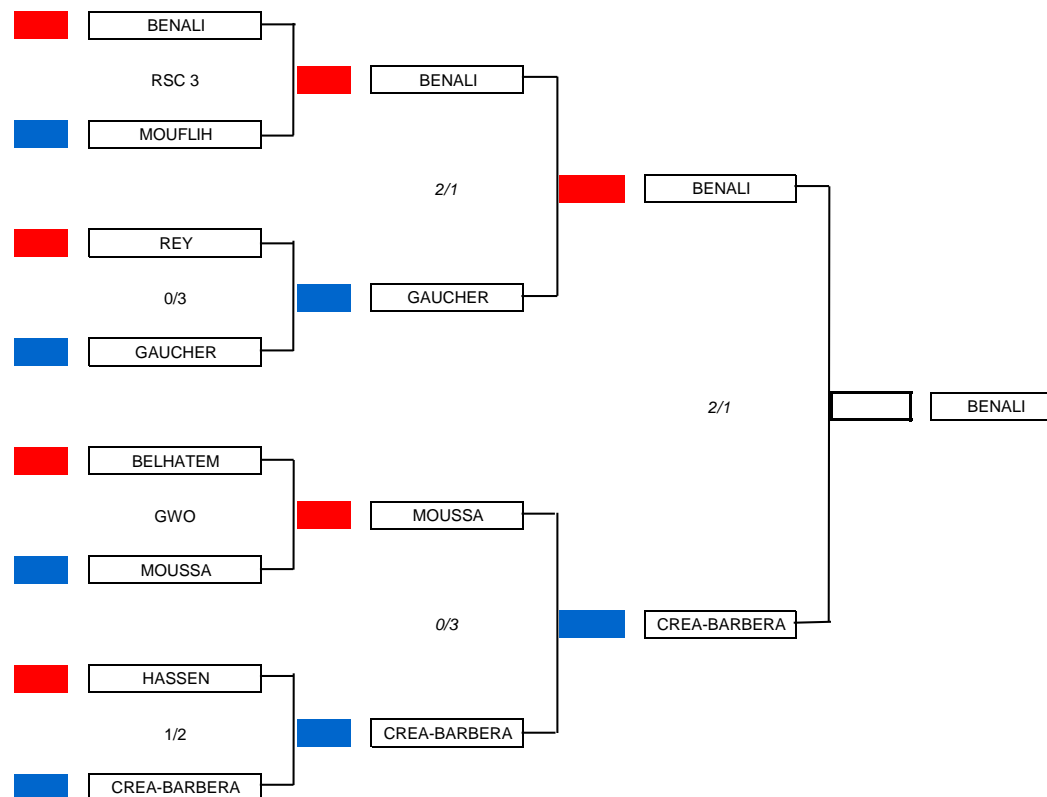 BENALI
RSC 3
BENALI
MOUFLIH
2/1
BENALI
REY
0/3
GAUCHER
GAUCHER
2/1
BENALI
BELHATEM
GWO
MOUSSA
MOUSSA
0/3
CREA-BARBERA
HASSEN
1/2
CREA-BARBERA
CREA-BARBERA